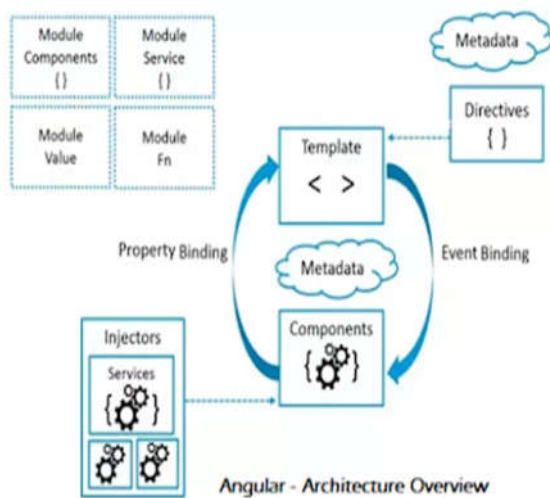 Module
Components
{ }
Module
Service
{ }
Module
Value
Module
Fn
Metadata
Directives
{ }
Template
< >
Property Binding
Event Binding
Metadata
Components
{ }
Injectors
Services
{ }
Angular - Architecture Overview